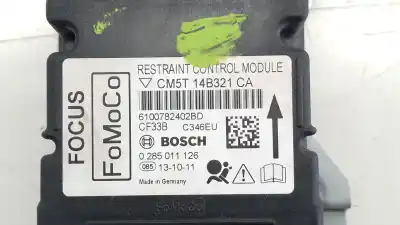 FOCUS
FoMoCo
RESTRAINT CONTROL MODULE
CM5T 14B321 CA
6100782402BD
CF33B C346EU
BOSCH
0 285 011 126
085 13-10-11
Made in Germany
FoMoCo